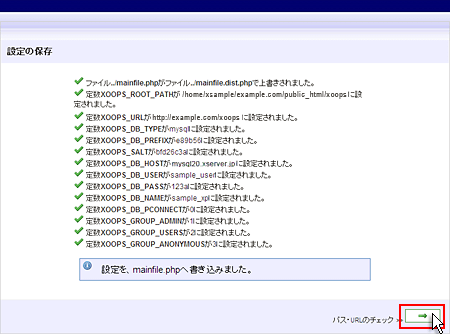 設定の保存
ファイル../mainfile.phpがファイル../mainfile.dist.phpで上書きされました。
定数XOOPS_ROOT_PATHが /home/xsample/example.com/public_html/xoops に設
定されました。
定数XOOPS_URLが http://example.com/xoops に設定されました。
定数XOOPS_DB_TYPEがmysqlに設定されました。
定数XOOPS_DB_PREFIXがe89b56に設定されました。
定数XOOPS_SALTがbfd26c3aに設定されました。
定数XOOPS_DB_HOSTがmysql20.xserver.jpに設定されました。
定数XOOPS_DB_USERがsample_userに設定されました。
定数XOOPS_DB_PASSが123aに設定されました。
定数XOOPS_DB_NAMEがsample_xpに設定されました。
定数XOOPS_DB_PCONNECTが0に設定されました。
定数XOOPS_GROUP_ADMINが1に設定されました。
定数XOOPS_GROUP_USERSが2に設定されました。
定数XOOPS_GROUP_ANONYMOUSが3に設定されました。
設定を、mainfile.phpへ書き込みました。
パス・URLのチェック >>